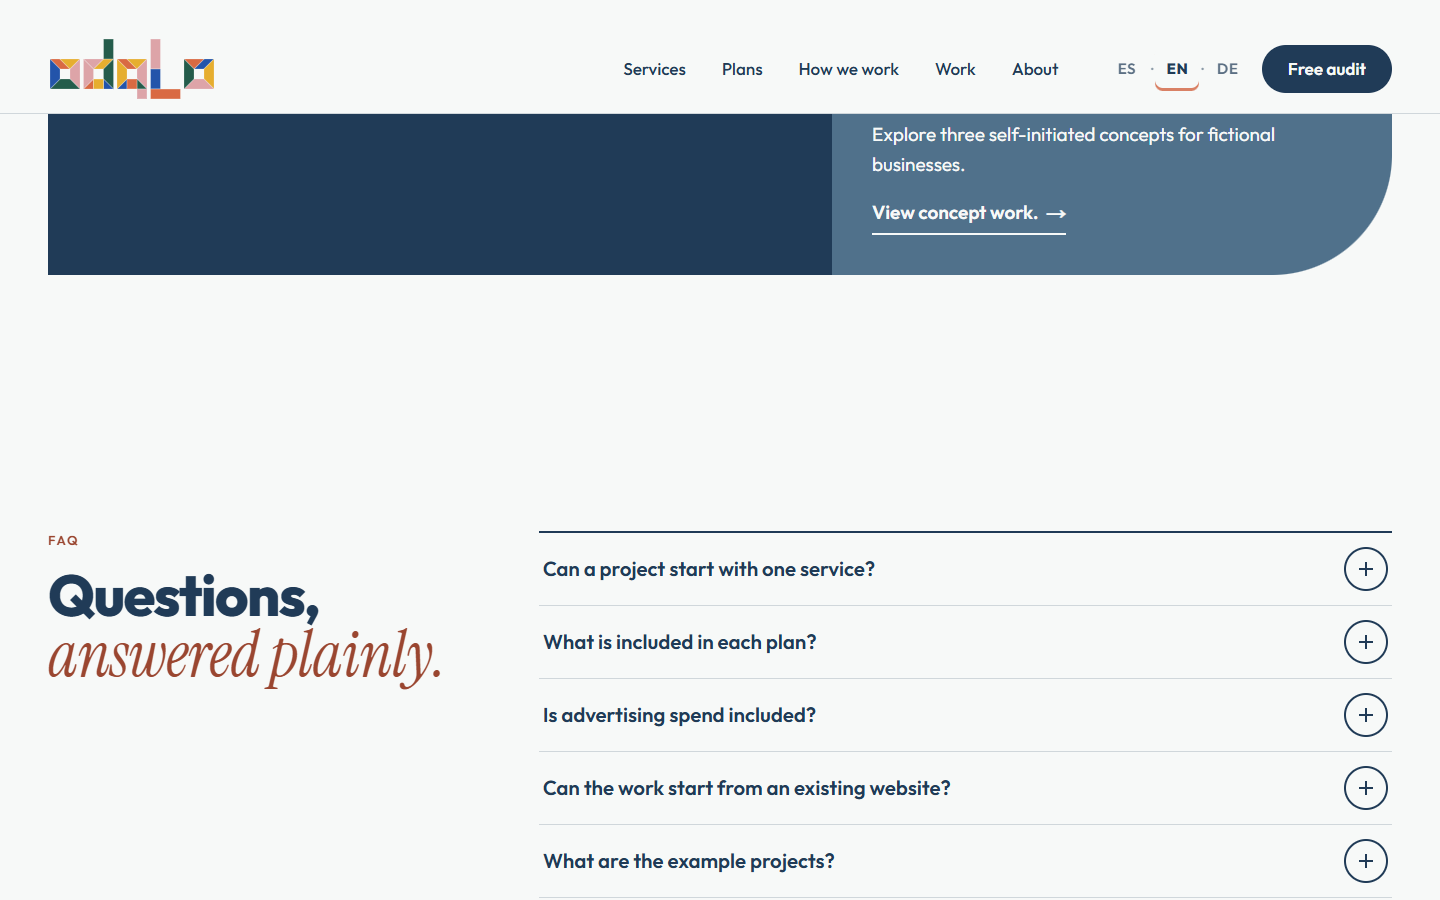 Services
Plans
How we work
Work
About
ES · EN · DE
Free audit
Explore three self-initiated concepts for fictional
businesses.
View concept work. →
FAQ
Questions,
answered plainly.
Can a project start with one service?
What is included in each plan?
Is advertising spend included?
Can the work start from an existing website?
What are the example projects?